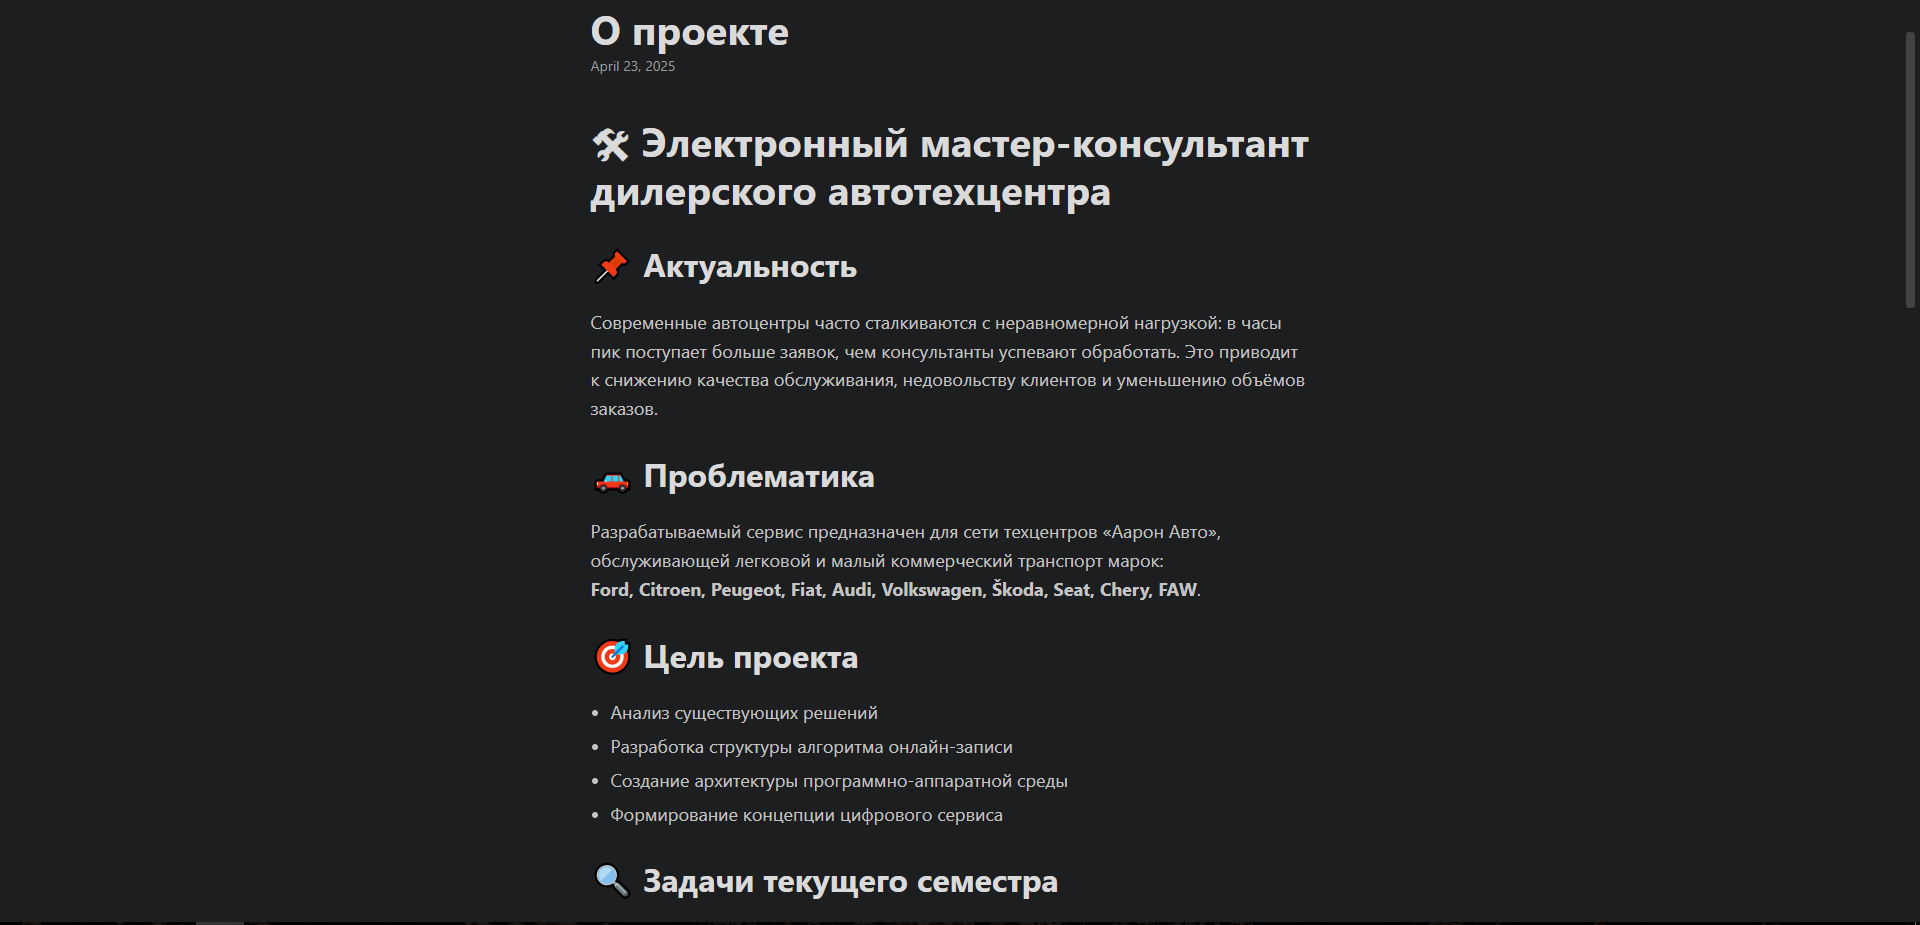 О проекте
April 23, 2025
🛠 Электронный мастер-консультант
дилерского автотехцентра
📌 Актуальность
Современные автоцентры часто сталкиваются с неравномерной нагрузкой: в часы
пик поступает больше заявок, чем консультанты успевают обработать. Это приводит
к снижению качества обслуживания, недовольству клиентов и уменьшению объёмов
заказов.
🚗 Проблематика
Разрабатываемый сервис предназначен для сети техцентров «Аарон Авто»,
обслуживающей легковой и малый коммерческий транспорт марок:
Ford, Citroen, Peugeot, Fiat, Audi, Volkswagen, Škoda, Seat, Chery, FAW.
🎯 Цель проекта
• Анализ существующих решений
• Разработка структуры алгоритма онлайн-записи
• Создание архитектуры программно-аппаратной среды
• Формирование концепции цифрового сервиса
🔍 Задачи текущего семестра